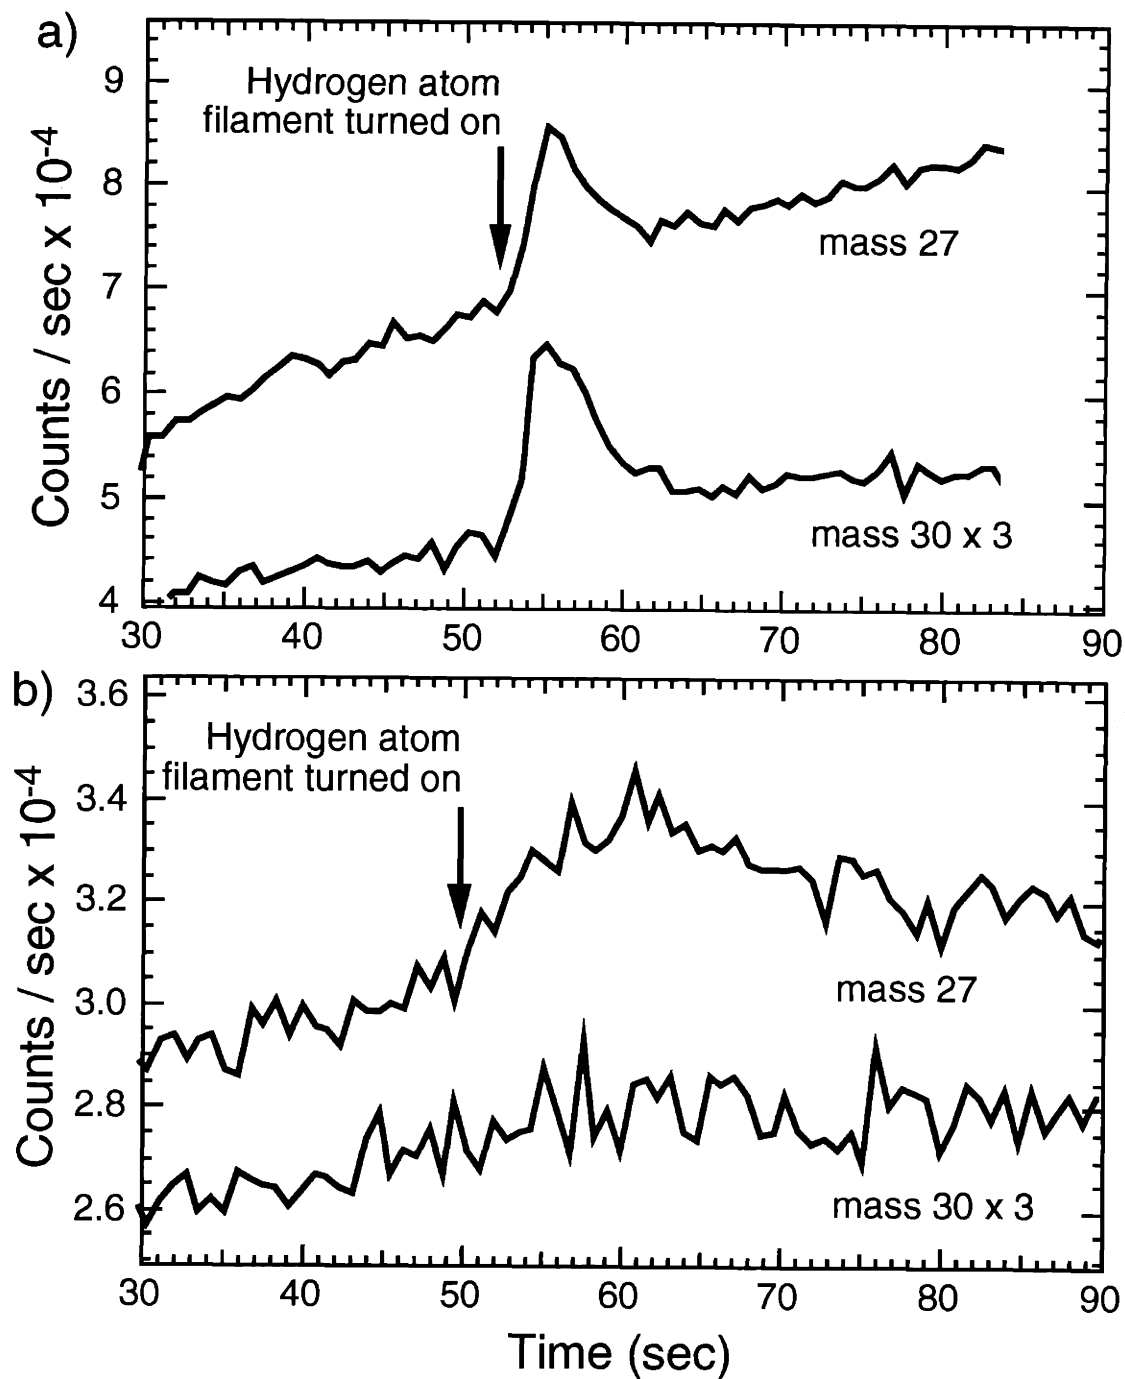 a)
Hydrogen atom
filament turned on
9
8
7
6
5
4
Counts / sec x 10-4
mass 27
mass 30 x 3
30 40 50 60 70 80 90
b)
Hydrogen atom
filament turned on
3.6
3.4
3.2
3.0
2.8
2.6
Counts / sec x 10-4
mass 27
mass 30 x 3
30 40 50 60 70 80 90
Time (sec)